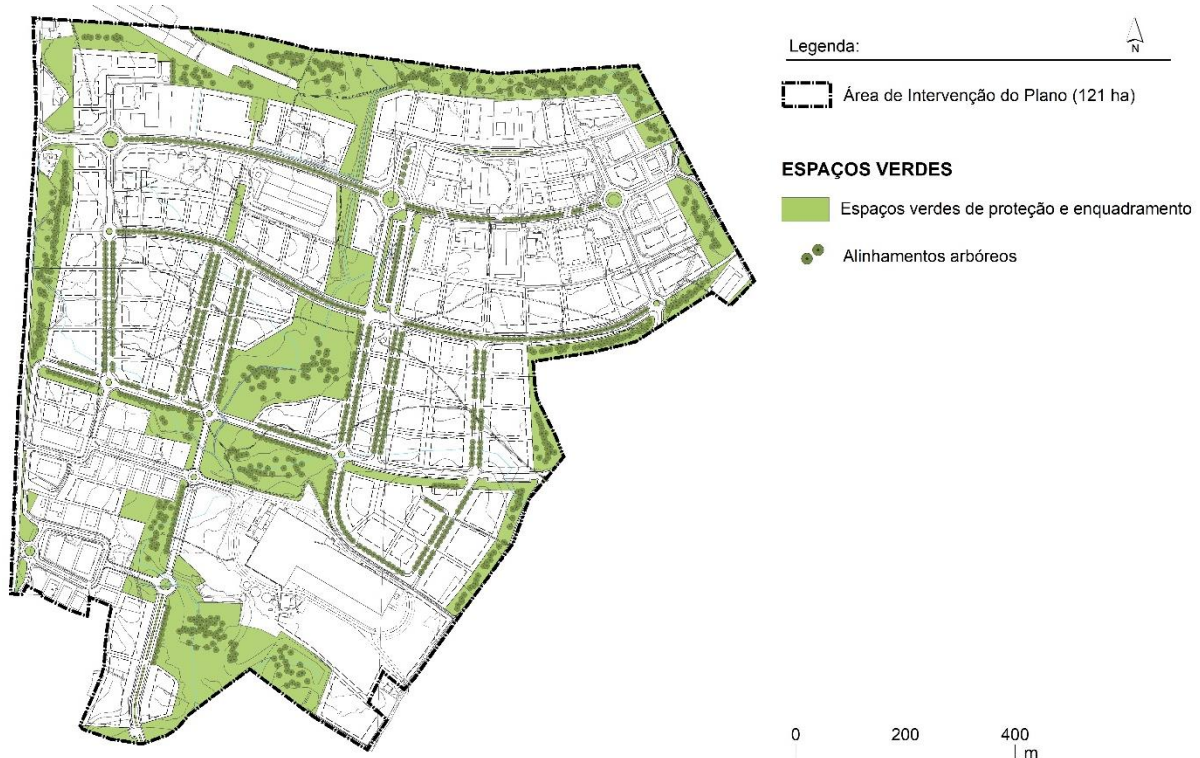 Legenda:
N
Área de Intervenção do Plano (121 ha)
ESPAÇOS VERDES
Espaços verdes de proteção e enquadramento
Alinhamentos arbóreos
0 200 400
m